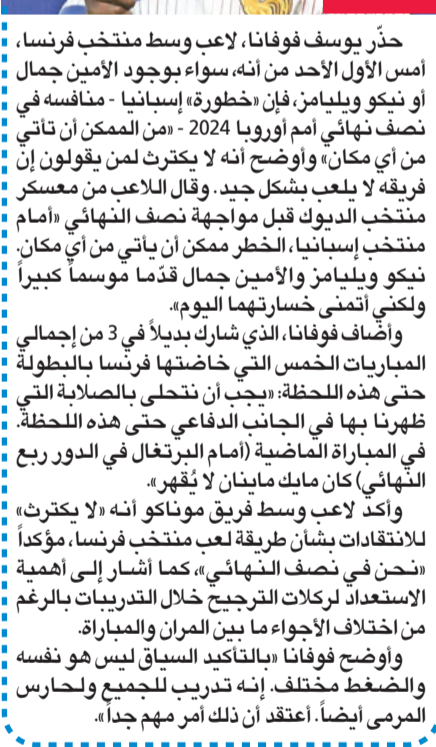 حذّر يوسف فوفانا، لاعب وسط منتخب فرنسا،
أمس الأول الأحد من أنه، سواء بوجود الأمين جمال
أو نيكو ويليامز، فإن «خطورة» إسبانيا - منافسه في
نصف نهائي أمم أوروبا 2024 - «من الممكن أن تأتي
من أي مكان» وأوضح أنه لا يكترث لمن يقولون إن
فريقه لا يلعب بشكل جيد. وقال اللاعب من معسكر
منتخب الديوك قبل مواجهة نصف النهائي «أمام
منتخب إسبانيا، الخطر ممكن أن يأتي من أي مكان.
نيكو ويليامز والأمين جمال قدّما موسماً كبيراً
ولكني أتمنى خسارتهما اليوم».
وأضاف فوفانا، الذي شارك بديلاً في 3 من إجمالي
المباريات الخمس التي خاضتها فرنسا بالبطولة
حتى هذه اللحظة: «يجب أن نتحلى بالصلابة التي
ظهرنا بها في الجانب الدفاعي حتى هذه اللحظة.
في المباراة الماضية (أمام البرتغال في الدور ربع
النهائي) كان مايك ماينان لا يُقهر».
وأكد لاعب وسط فريق موناكو أنه «لا يكترث»
للانتقادات بشأن طريقة لعب منتخب فرنسا، مؤكداً
«نحن في نصف النهائي»، كما أشار إلى أهمية
الاستعداد لركلات الترجيح خلال التدريبات بالرغم
من اختلاف الأجواء ما بين المران والمباراة.
وأوضح فوفانا «بالتأكيد السياق ليس هو نفسه
والضغط مختلف. إنه تدريب للجميع ولحارس
المرمى أيضاً. أعتقد أن ذلك أمر مهم جداً».